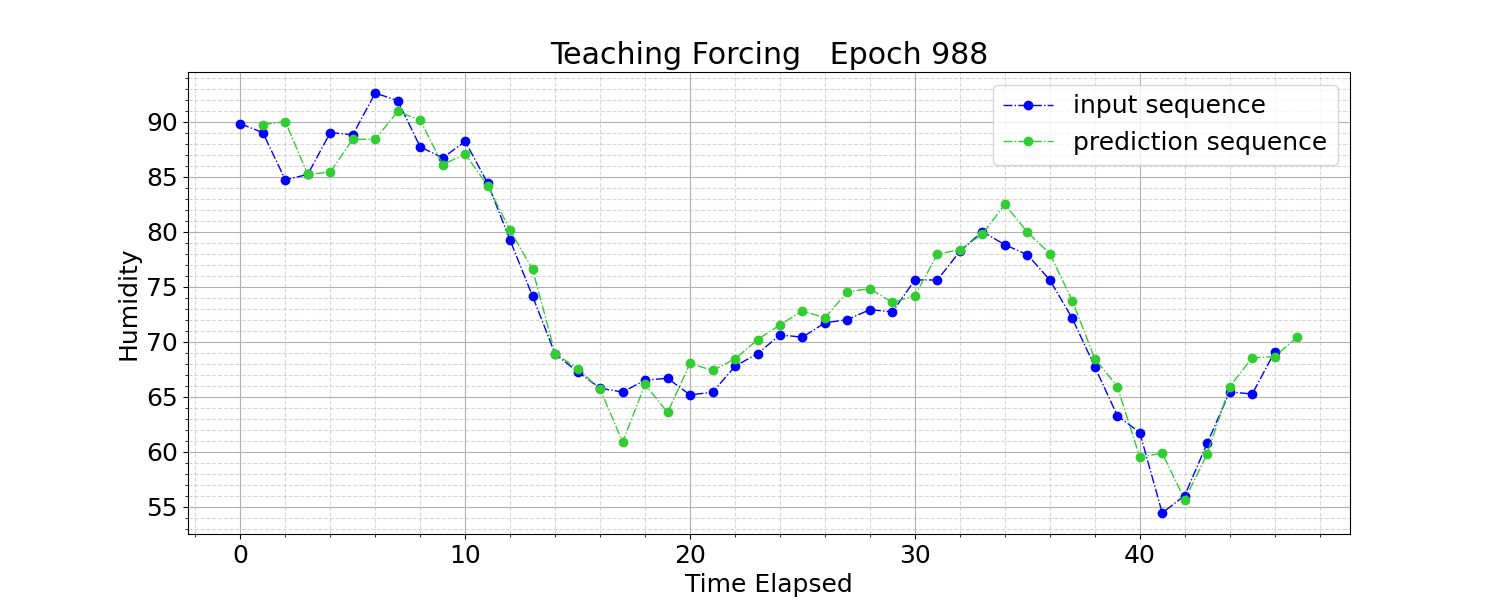 Teaching Forcing   Epoch 988
input sequence
prediction sequence
Humidity
90
85
80
75
70
65
60
55
0 10 20 30 40
Time Elapsed